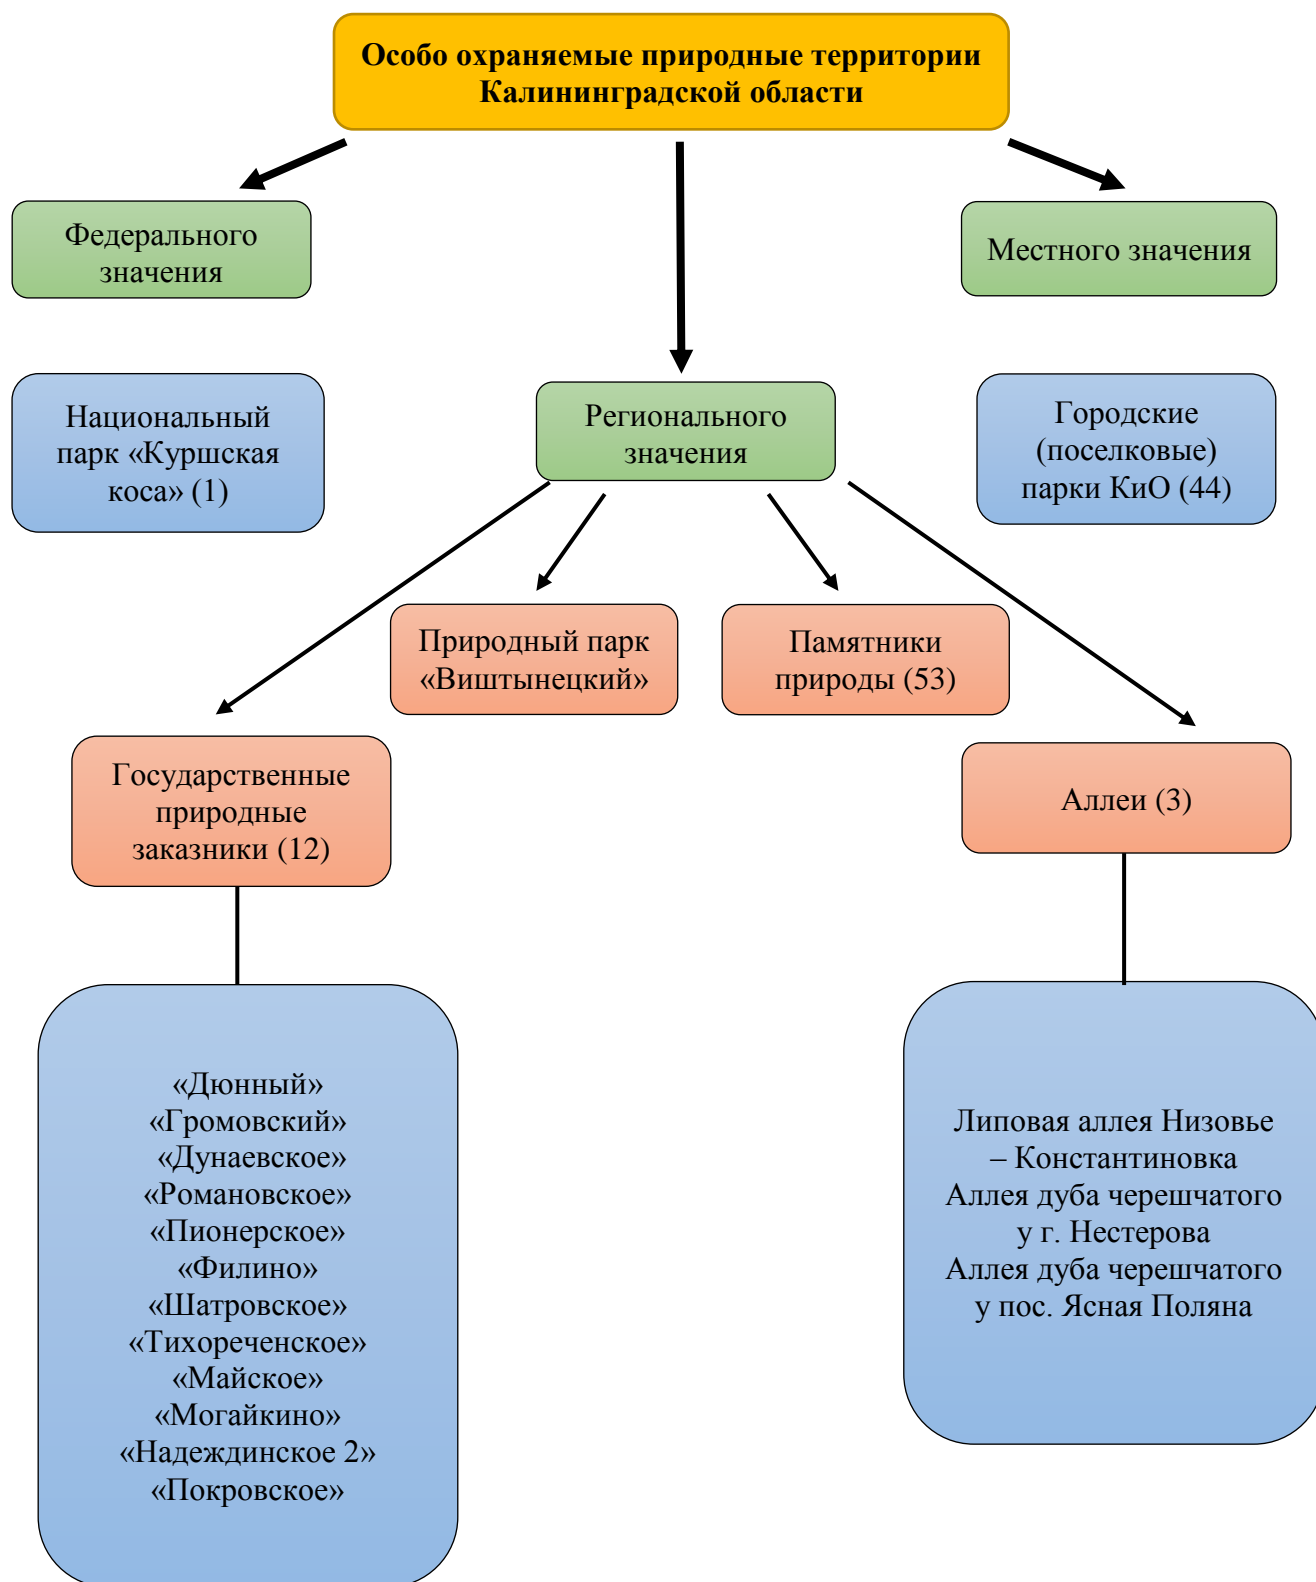 Особо охраняемые природные территории
Калининградской области
Федерального
значения
Местного значения
Национальный
парк «Куршская
коса» (1)
Регионального
значения
Городские
(поселковые)
парки КиО (44)
Природный парк
«Виштынецкий»
Памятники
природы (53)
Государственные
природные
заказники (12)
Аллеи (3)
«Дюнный»
«Громовский»
«Дунаевское»
«Романовское»
«Пионерское»
«Филино»
«Шатровское»
«Тихореченское»
«Майское»
«Могайкино»
«Надеждинское 2»
«Покровское»
Липовая аллея Низовье
– Константиновка
Аллея дуба черешчатого
у г. Нестерова
Аллея дуба черешчатого
у пос. Ясная Поляна